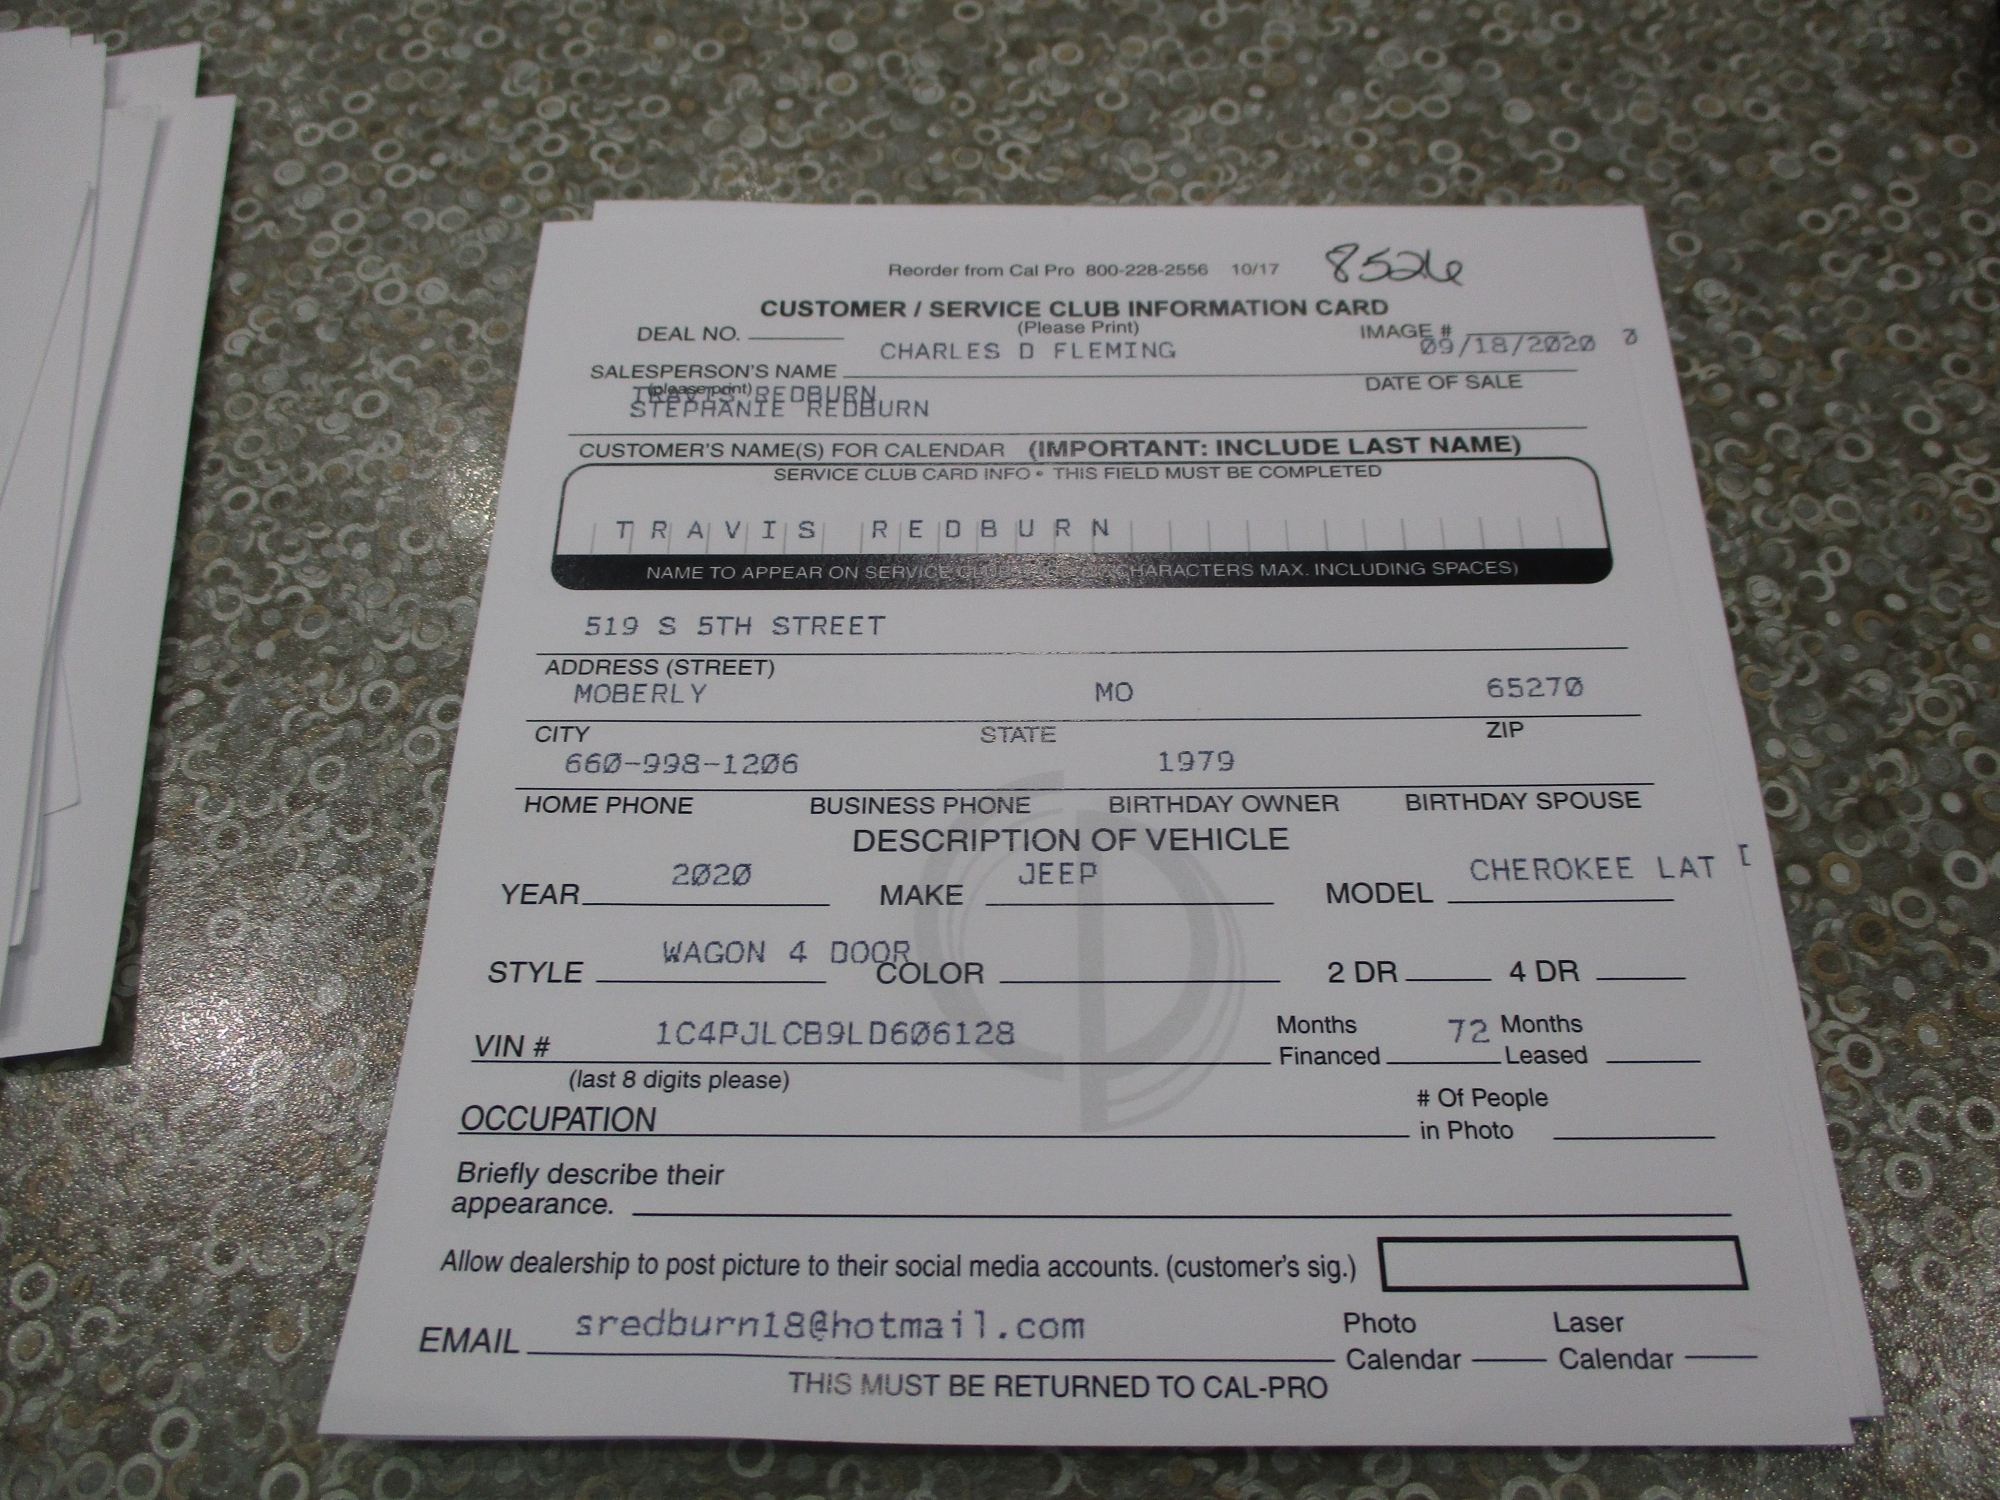 Reorder from Cal Pro 800-228-2556 10/17 8526
CUSTOMER / SERVICE CLUB INFORMATION CARD
DEAL NO. (Please Print) IMAGE #
CHARLES D FLEMING 09/18/2020
SALESPERSON'S NAME DATE OF SALE
(please print)
TRAVIS REDBURN
STEPHANIE REDBURN
CUSTOMER'S NAME(S) FOR CALENDAR (IMPORTANT: INCLUDE LAST NAME)
SERVICE CLUB CARD INFO • THIS FIELD MUST BE COMPLETED
TRAVIS REDBURN
NAME TO APPEAR ON SERVICE CLUB CHARACTERS MAX. INCLUDING SPACES)
519 S 5TH STREET
ADDRESS (STREET)
MOBERLY MO 65270
CITY STATE ZIP
660-998-1206 1979
HOME PHONE BUSINESS PHONE BIRTHDAY OWNER BIRTHDAY SPOUSE
DESCRIPTION OF VEHICLE
YEAR 2020 MAKE JEEP MODEL CHEROKEE LAT
STYLE WAGON 4 DOOR COLOR 2 DR 4 DR
VIN # 1C4PJLCB9LD606128 Months Financed 72 Months Leased
(last 8 digits please)
OCCUPATION # Of People in Photo
Briefly describe their
appearance.
Allow dealership to post picture to their social media accounts. (customer's sig.)
EMAIL sredburn18@hotmail.com Photo Calendar Laser Calendar
THIS MUST BE RETURNED TO CAL-PRO